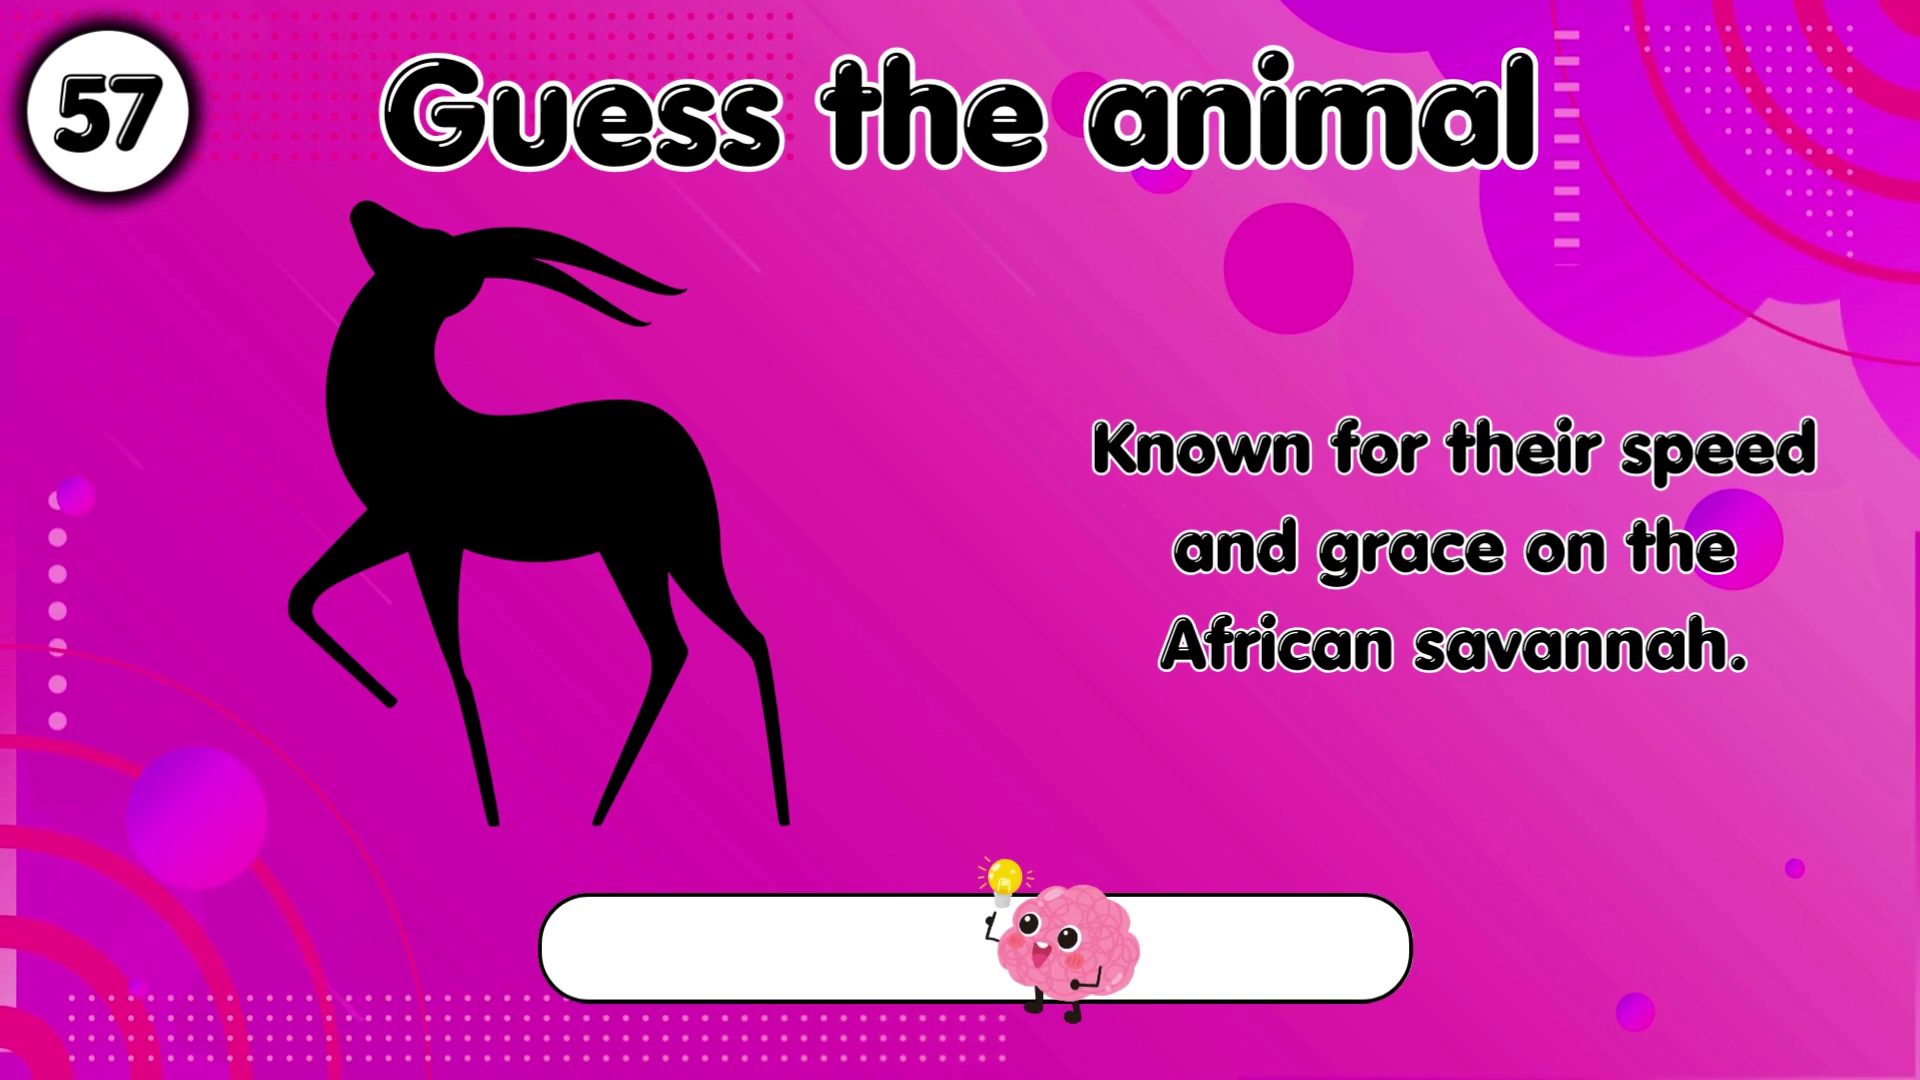 57
Guess the animal
Known for their speed
and grace on the
African savannah.